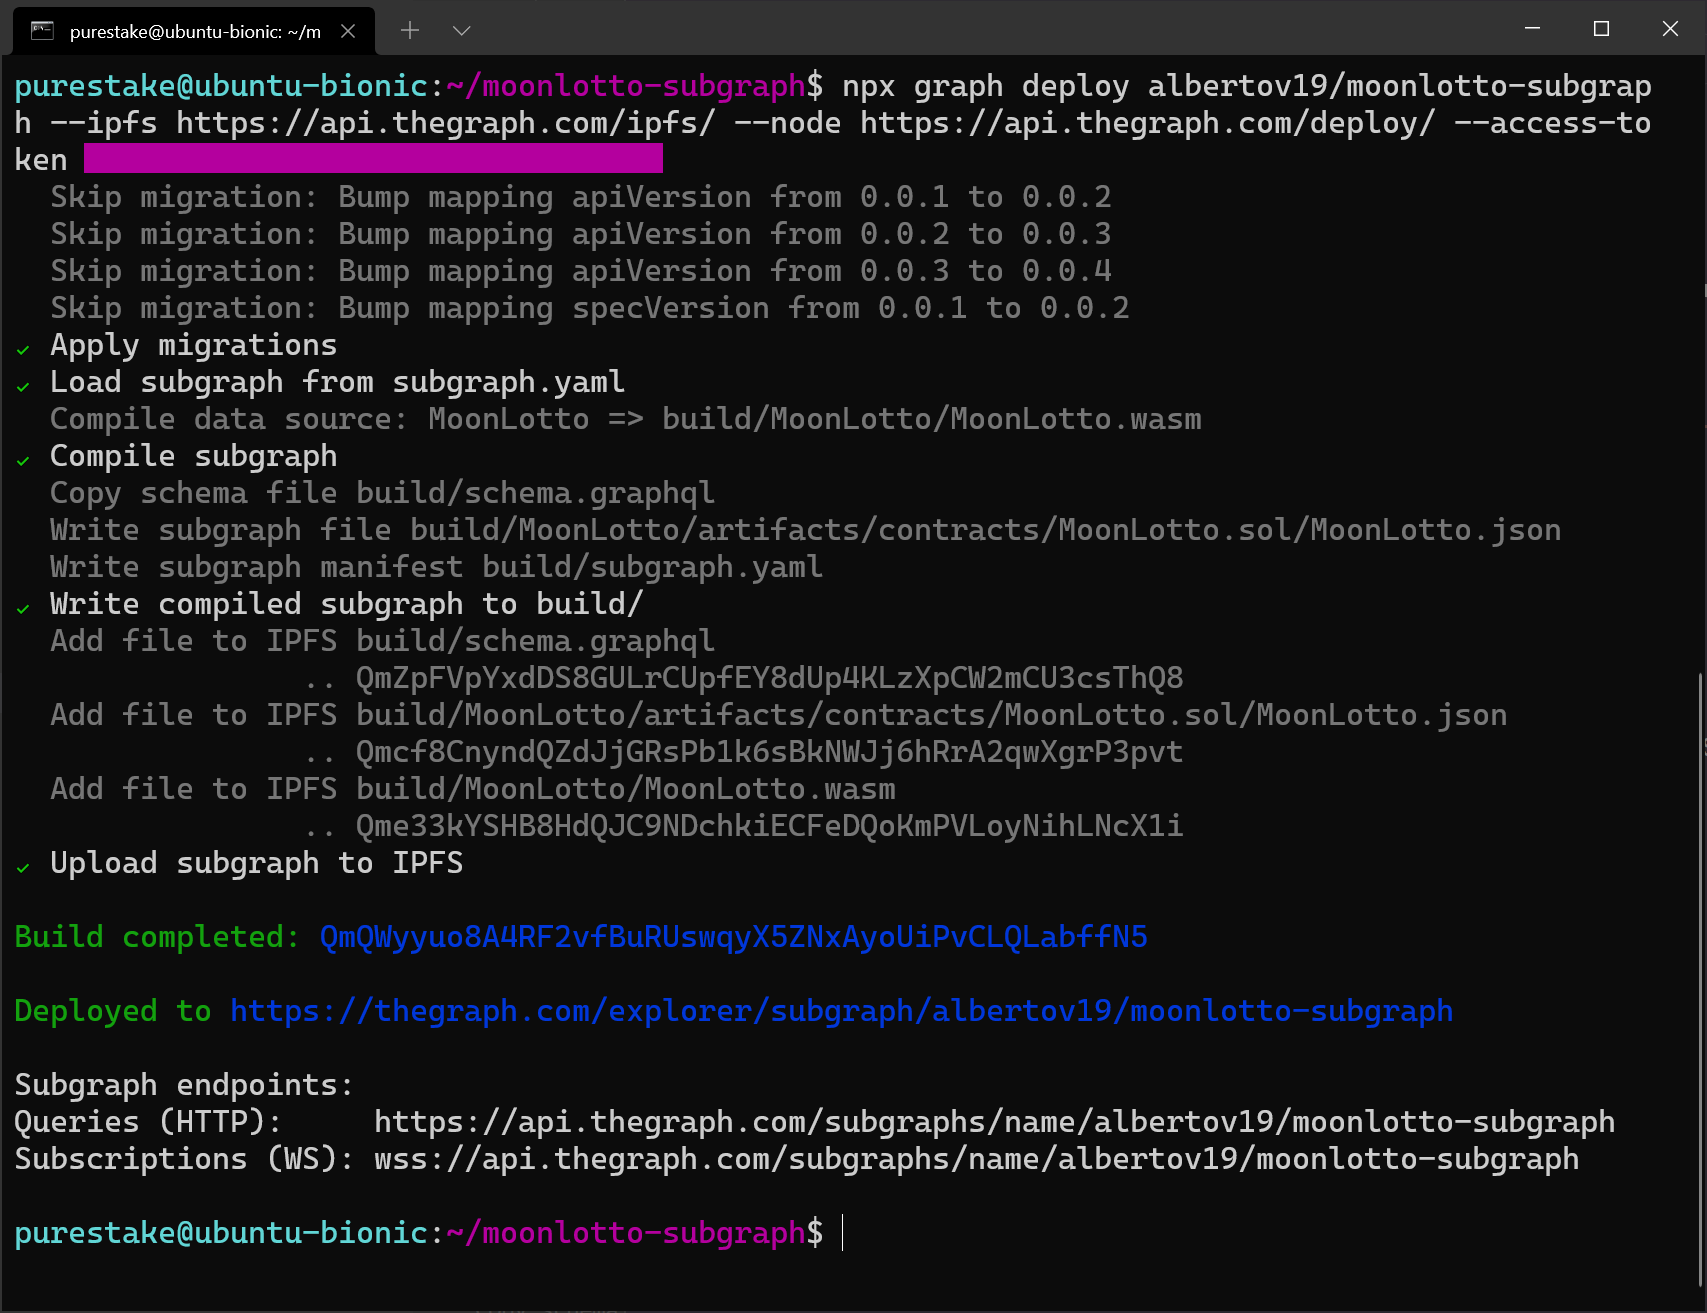 purestake@ubuntu-bionic: ~/m
purestake@ubuntu-bionic:~/moonlotto-subgraph$ npx graph deploy albertov19/moonlotto-subgrap
h --ipfs https://api.thegraph.com/ipfs/ --node https://api.thegraph.com/deploy/ --access-to
ken
Skip migration: Bump mapping apiVersion from 0.0.1 to 0.0.2
Skip migration: Bump mapping apiVersion from 0.0.2 to 0.0.3
Skip migration: Bump mapping apiVersion from 0.0.3 to 0.0.4
Skip migration: Bump mapping specVersion from 0.0.1 to 0.0.2
✓ Apply migrations
✓ Load subgraph from subgraph.yaml
Compile data source: MoonLotto => build/MoonLotto/MoonLotto.wasm
✓ Compile subgraph
Copy schema file build/schema.graphql
Write subgraph file build/MoonLotto/artifacts/contracts/MoonLotto.sol/MoonLotto.json
Write subgraph manifest build/subgraph.yaml
✓ Write compiled subgraph to build/
Add file to IPFS build/schema.graphql
.. QmZpFVpYxdDS8GULrCUpfEY8dUp4KLzXpCW2mCU3csThQ8
Add file to IPFS build/MoonLotto/artifacts/contracts/MoonLotto.sol/MoonLotto.json
.. Qmcf8CnyndQZdJjGRsPb1k6sBkNWJj6hRrA2qwXgrP3pvt
Add file to IPFS build/MoonLotto/MoonLotto.wasm
.. Qme33kYSHB8HdQJC9NDchkiECFeDQoKmPVLoyNihLNcX1i
✓ Upload subgraph to IPFS
Build completed: QmQWyyuo8A4RF2vfBuRUswqyX5ZNxAyoUiPvCLQLabffN5
Deployed to https://thegraph.com/explorer/subgraph/albertov19/moonlotto-subgraph
Subgraph endpoints:
Queries (HTTP): https://api.thegraph.com/subgraphs/name/albertov19/moonlotto-subgraph
Subscriptions (WS): wss://api.thegraph.com/subgraphs/name/albertov19/moonlotto-subgraph
purestake@ubuntu-bionic:~/moonlotto-subgraph$